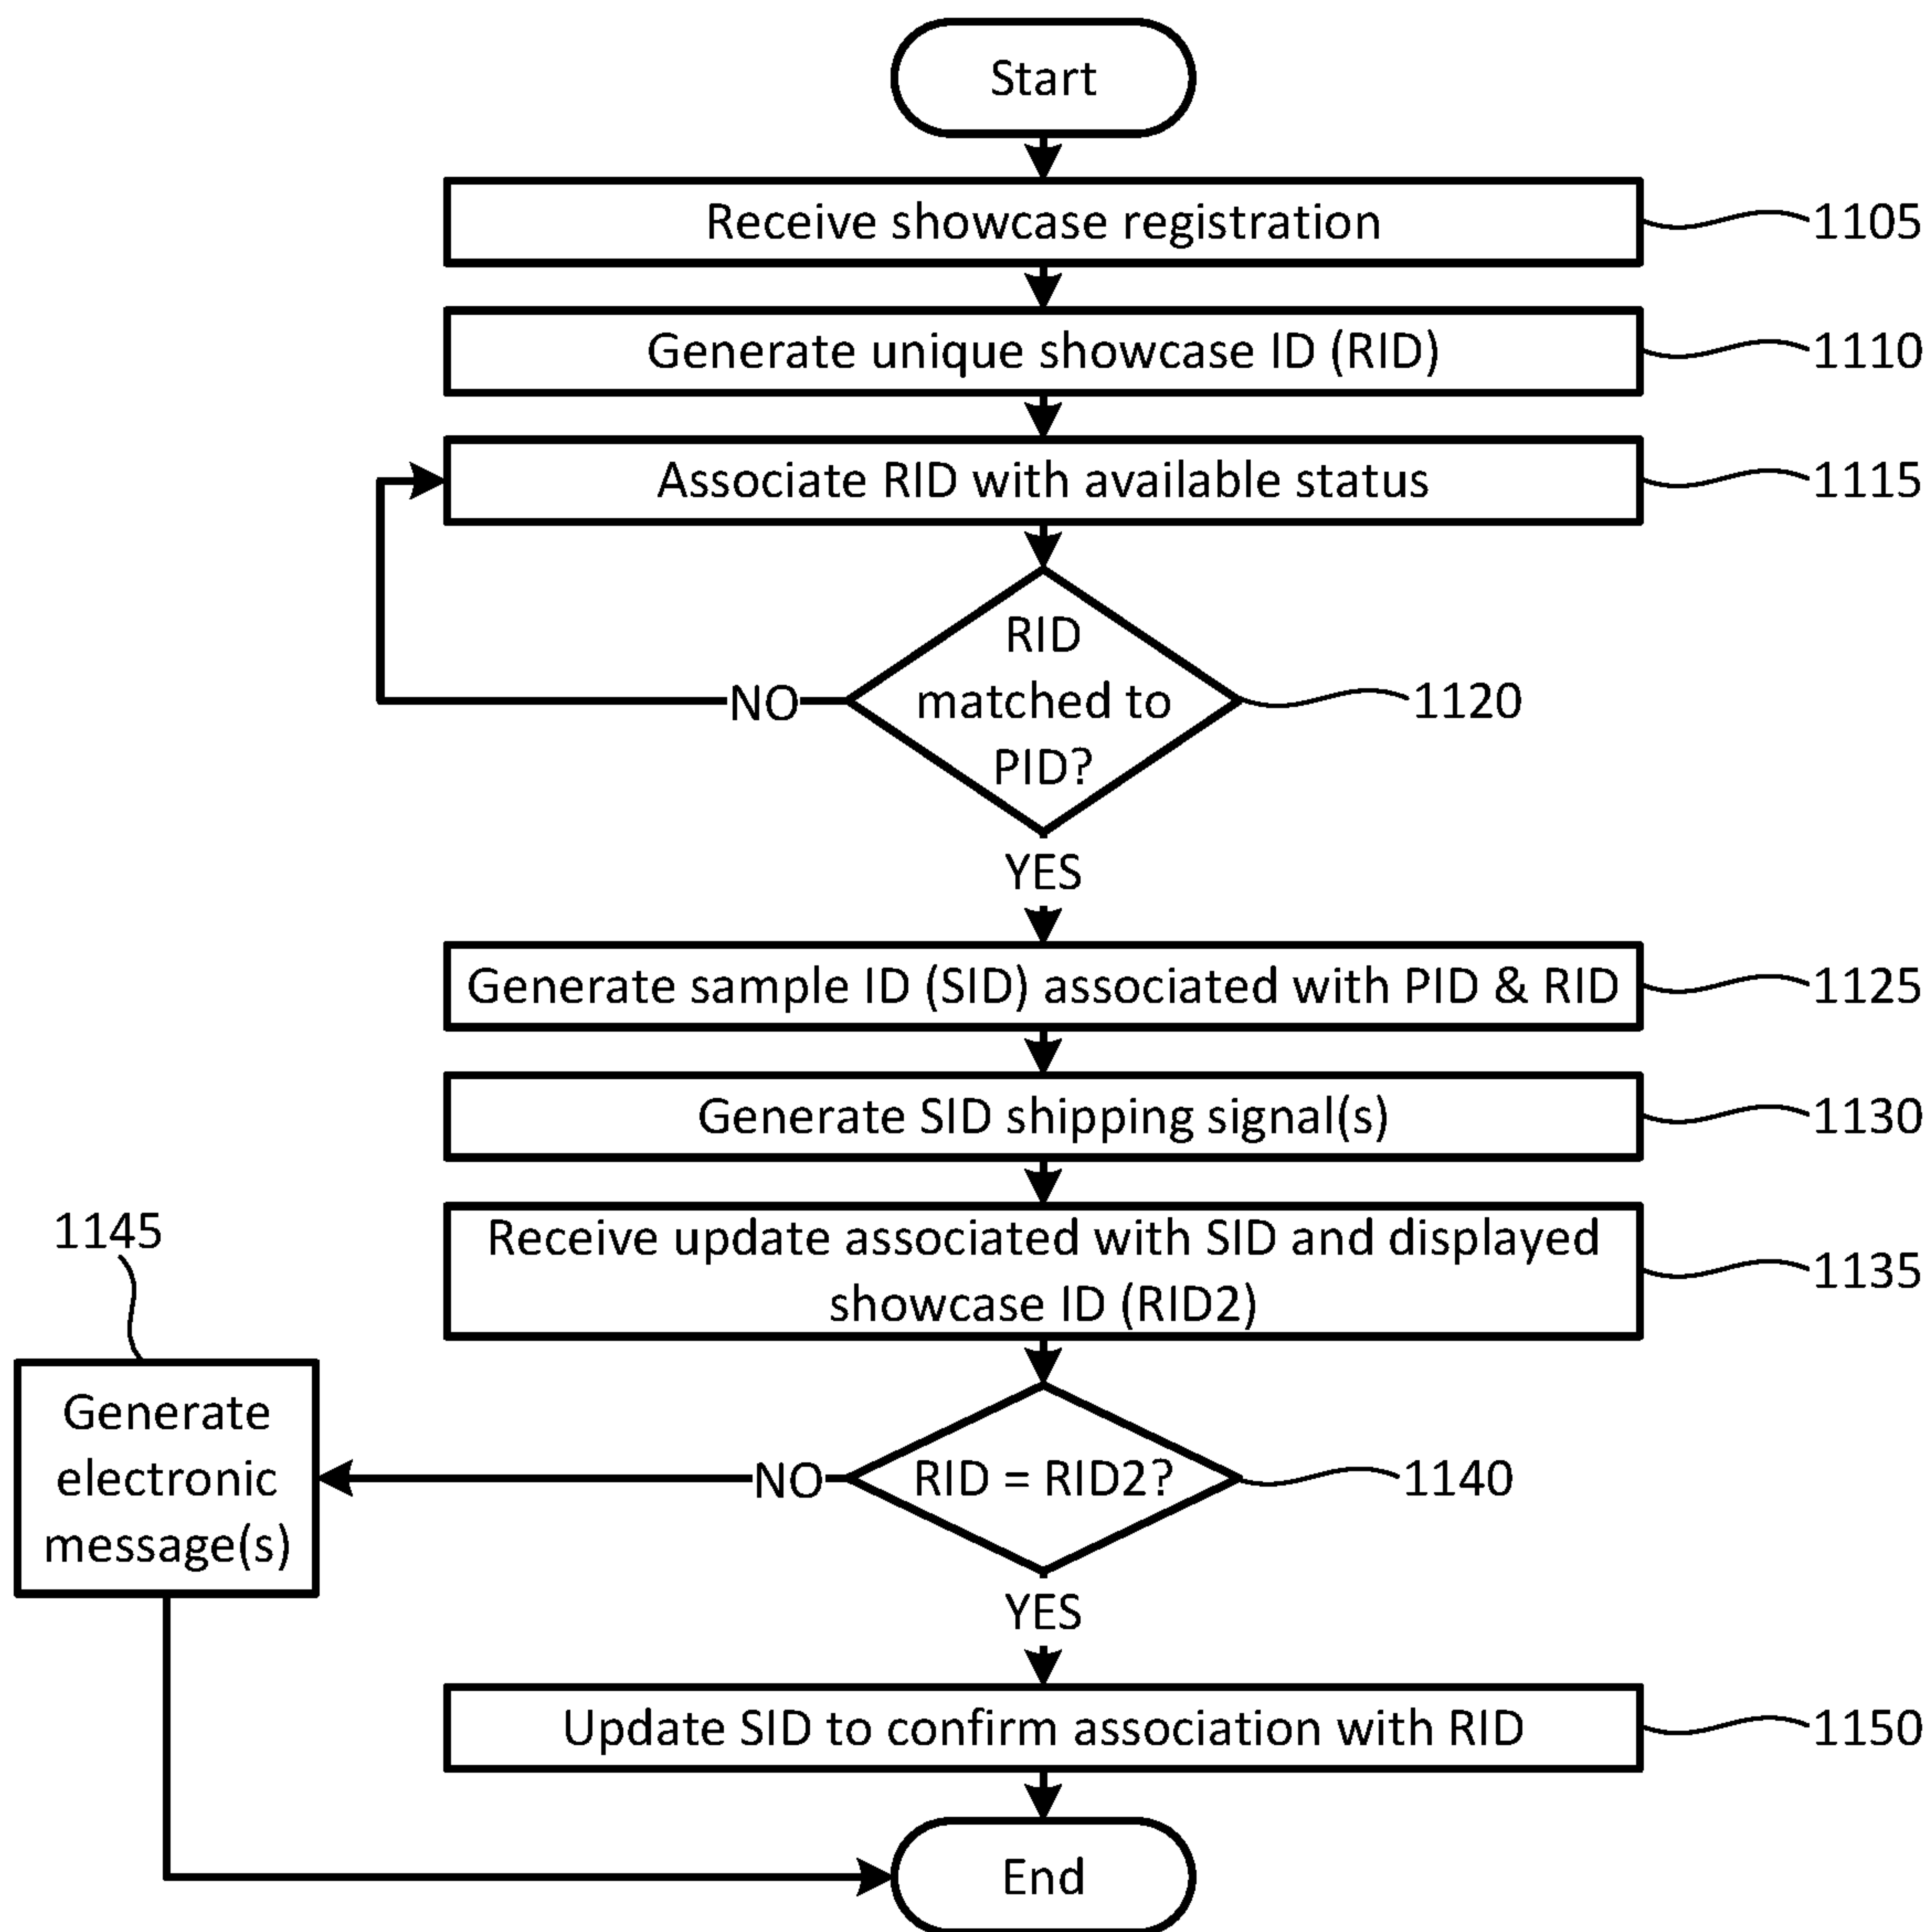 Start
Receive showcase registration
1105
Generate unique showcase ID (RID)
1110
Associate RID with available status
1115
RID
matched to
PID?
1120
NO
YES
Generate sample ID (SID) associated with PID & RID
1125
Generate SID shipping signal(s)
1130
Receive update associated with SID and displayed
showcase ID (RID2)
1135
RID = RID2?
1140
NO
1145
Generate
electronic
message(s)
YES
Update SID to confirm association with RID
1150
End